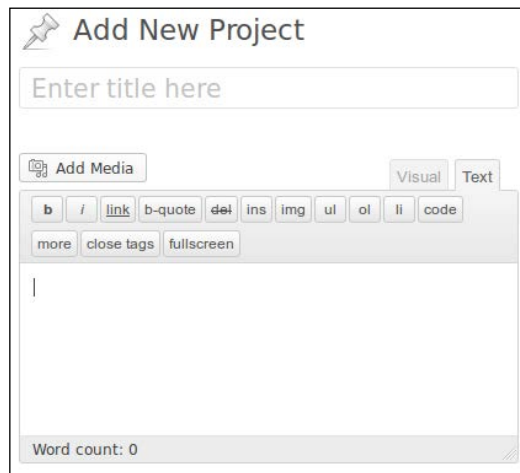 Add New Project
Enter title here
Add Media
Visual Text
b i link b-quote del ins img ul ol li code
more close tags fullscreen
Word count: 0